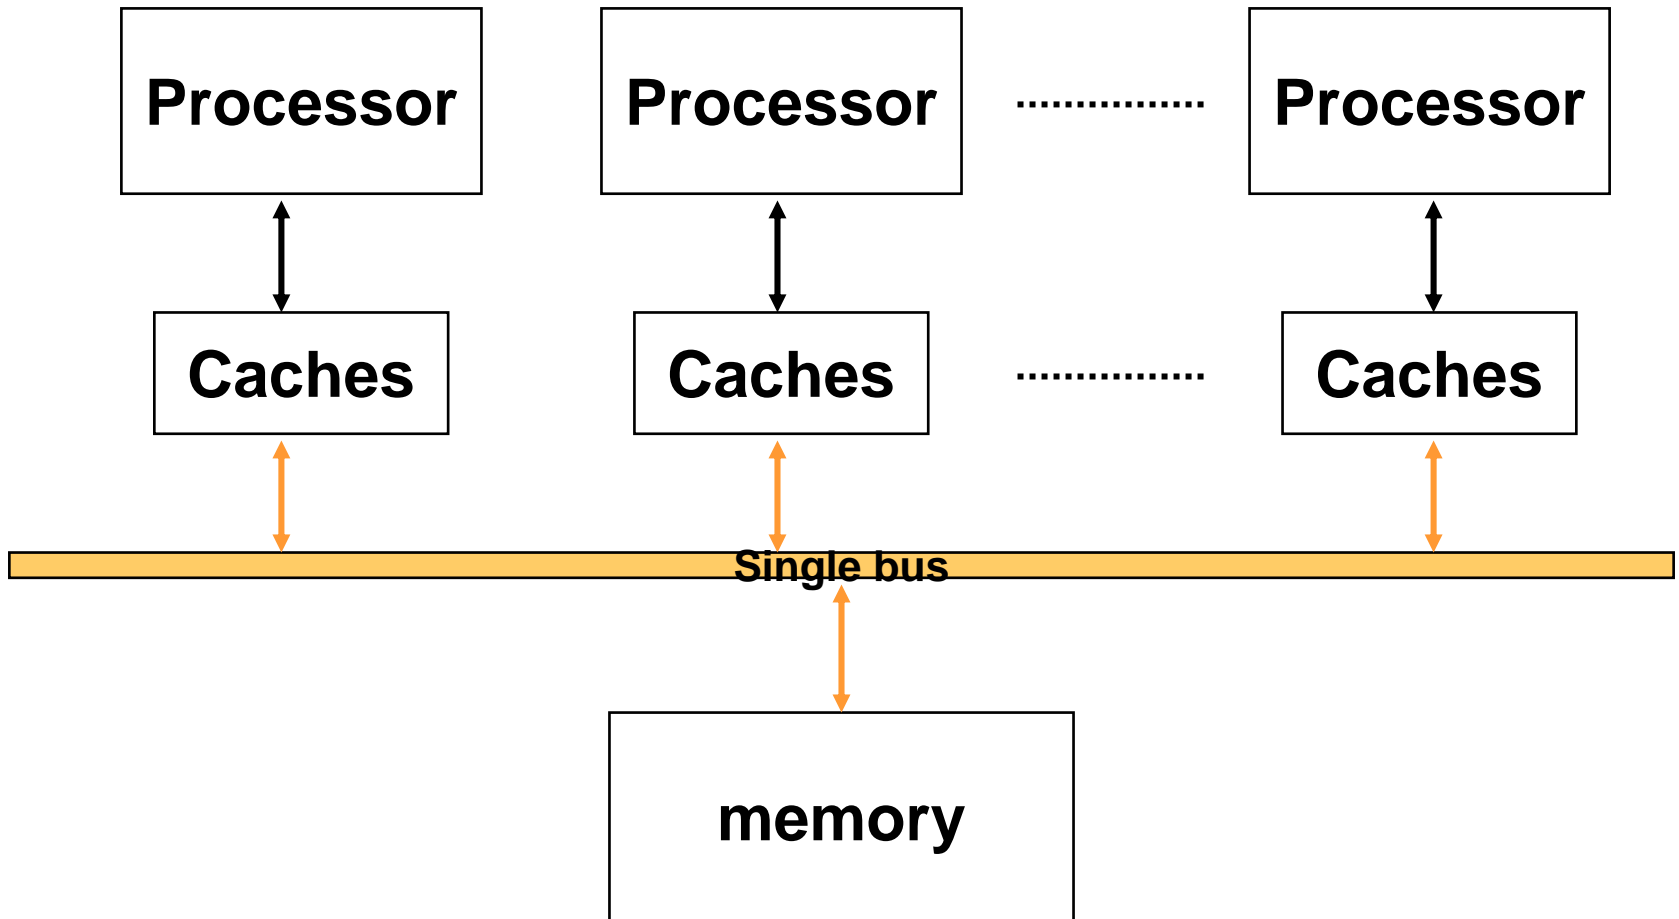 Processor
Processor
Processor
Caches
Caches
Caches
Single bus
memory